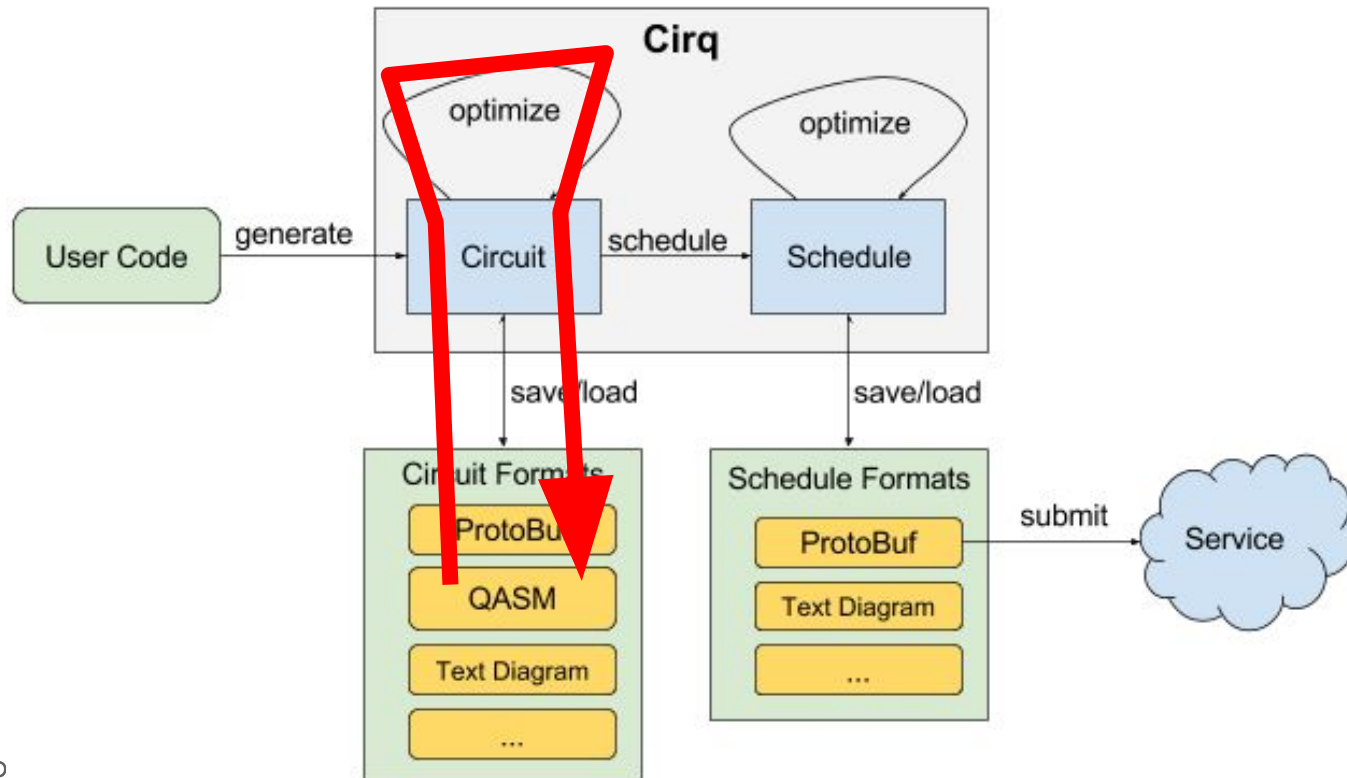 Cirq
optimize
optimize
User Code
generate
Circuit
schedule
Schedule
save/load
save/load
Circuit Formats
ProtoBuf
QASM
Text Diagram
...
Schedule Formats
ProtoBuf
Text Diagram
...
submit
Service